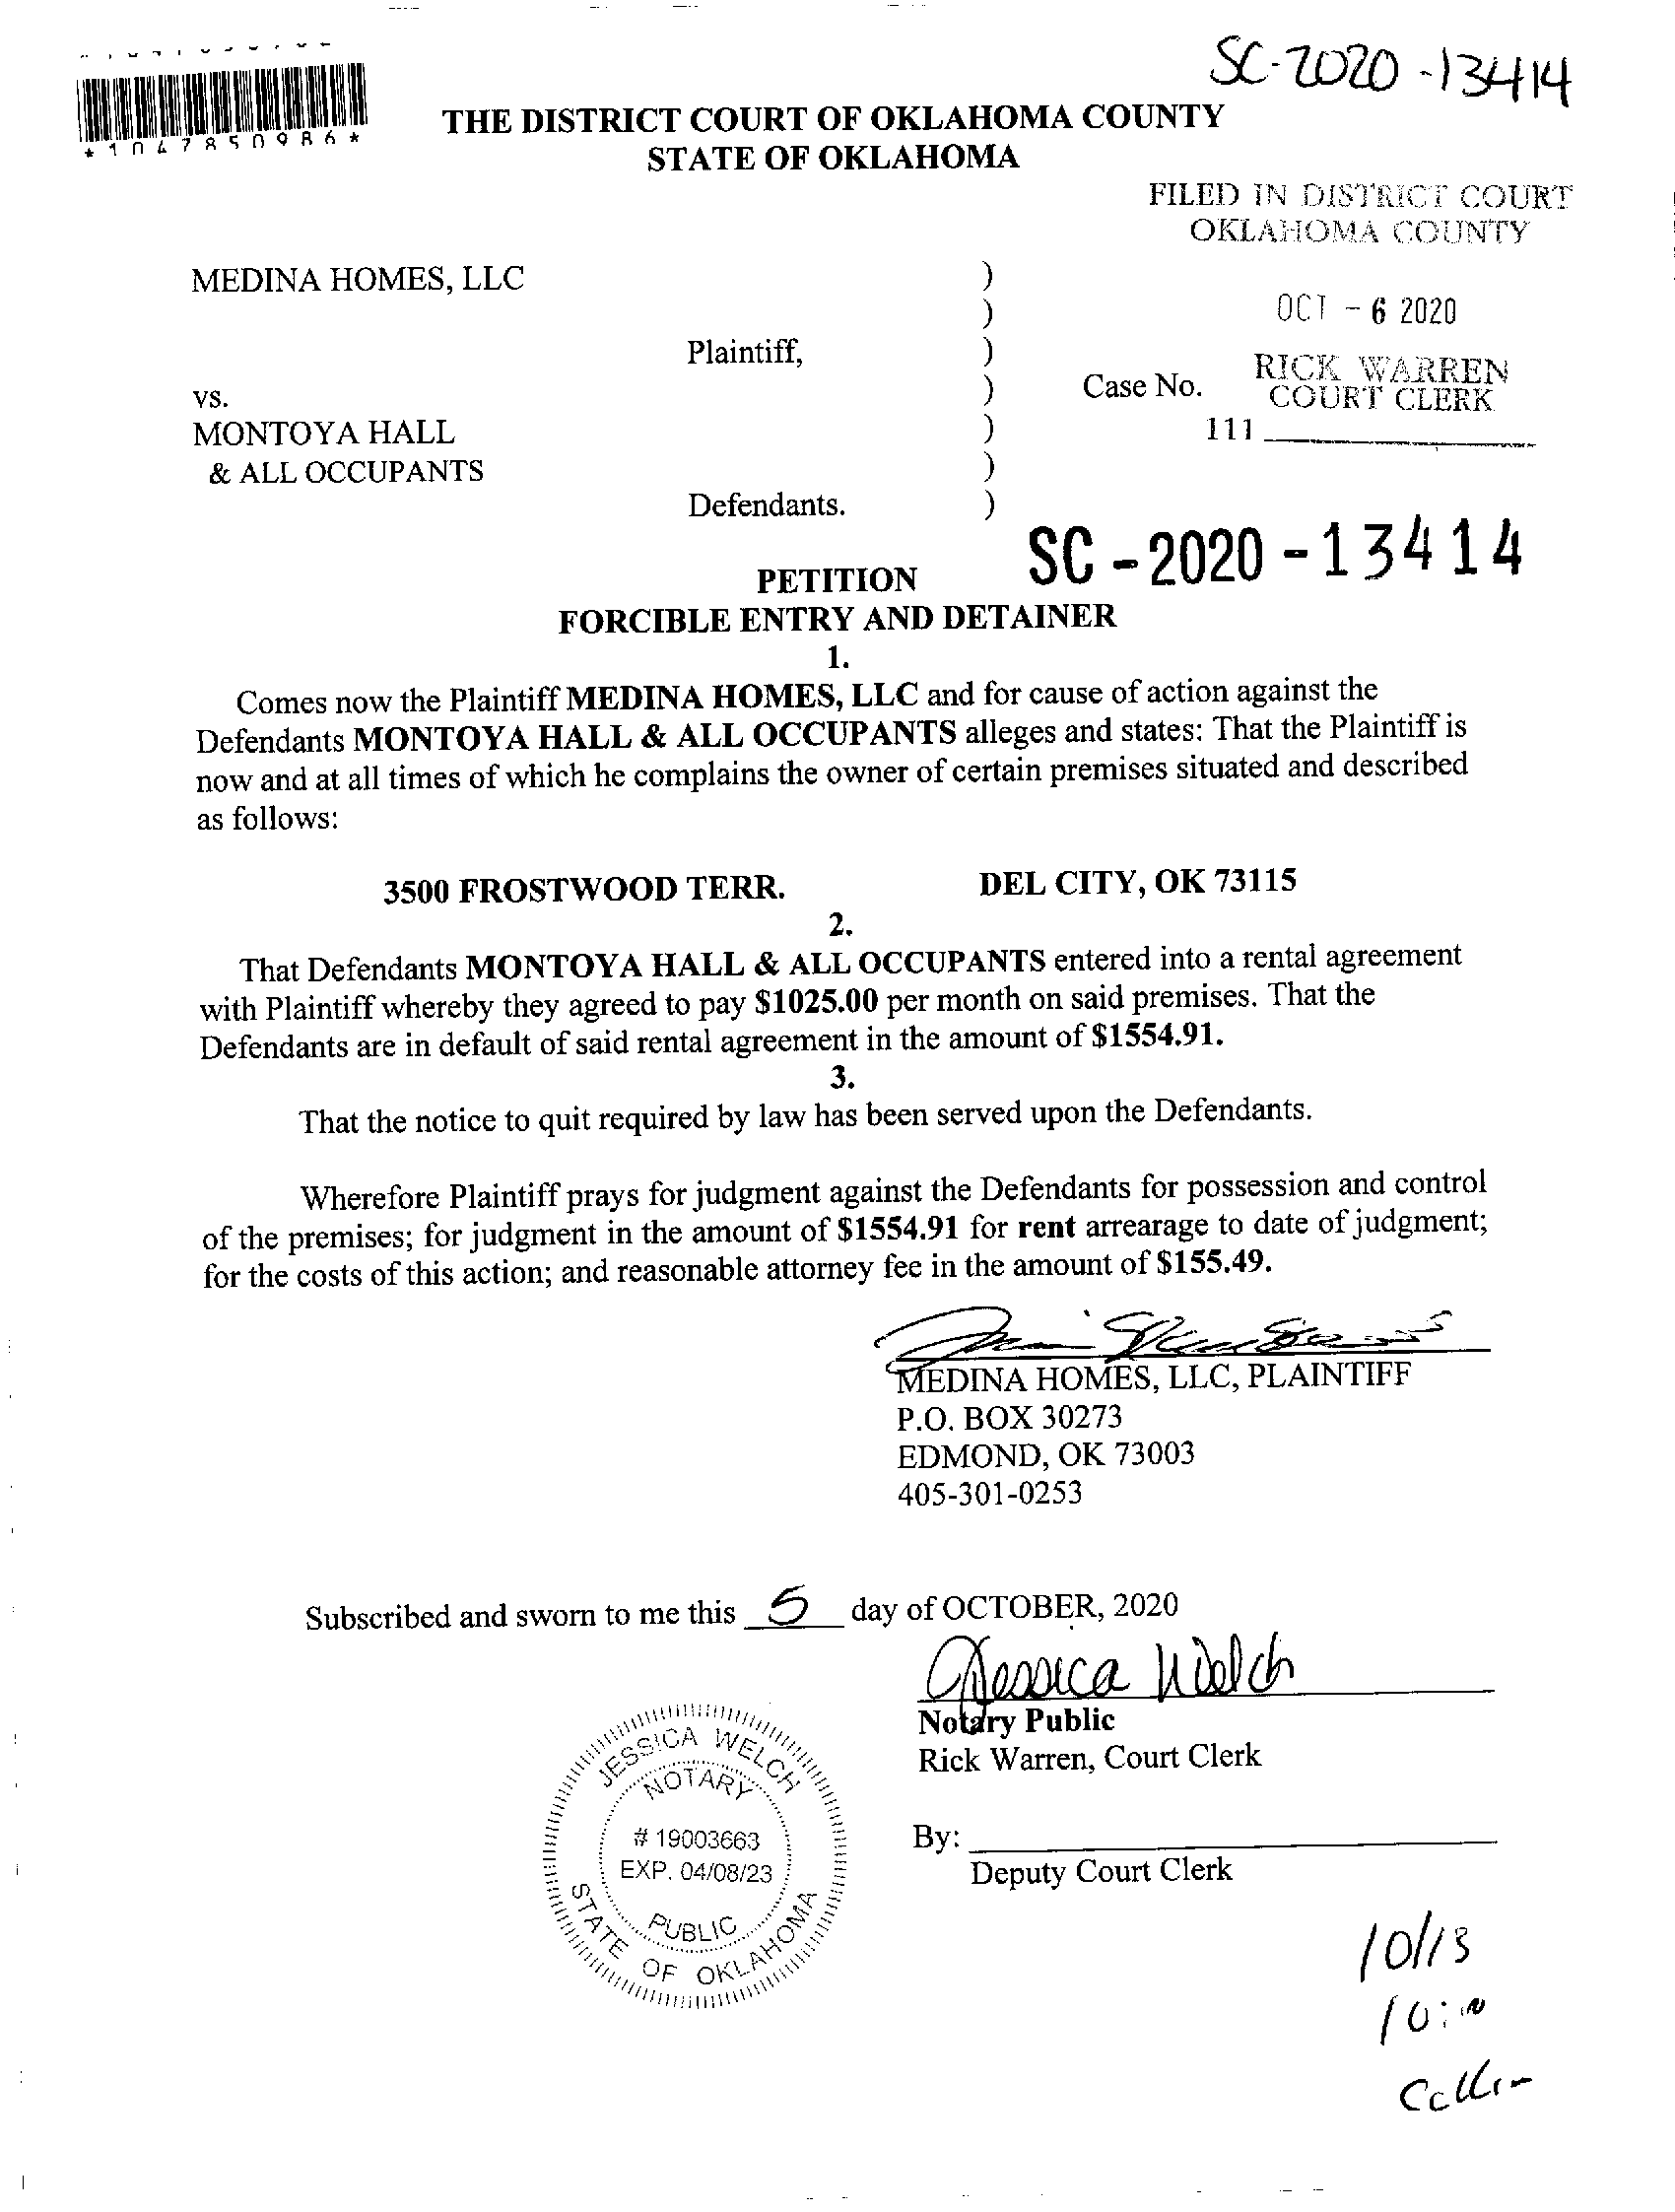 SC-2020-13414
*1047850986*
THE DISTRICT COURT OF OKLAHOMA COUNTY
STATE OF OKLAHOMA
FILED IN DISTRICT COURT
OKLAHOMA COUNTY
MEDINA HOMES, LLC )
)
OCT - 6 2020
Plaintiff, )
RICK WARREN
vs. ) Case No. COURT CLERK
MONTOYA HALL ) 111
& ALL OCCUPANTS )
Defendants. )
SC - 2020 - 13414
PETITION
FORCIBLE ENTRY AND DETAINER
1.
Comes now the Plaintiff MEDINA HOMES, LLC and for cause of action against the
Defendants MONTOYA HALL & ALL OCCUPANTS alleges and states: That the Plaintiff is
now and at all times of which he complains the owner of certain premises situated and described
as follows:
3500 FROSTWOOD TERR. DEL CITY, OK 73115
2.
That Defendants MONTOYA HALL & ALL OCCUPANTS entered into a rental agreement
with Plaintiff whereby they agreed to pay $1025.00 per month on said premises. That the
Defendants are in default of said rental agreement in the amount of $1554.91.
3.
That the notice to quit required by law has been served upon the Defendants.
Wherefore Plaintiff prays for judgment against the Defendants for possession and control
of the premises; for judgment in the amount of $1554.91 for rent arrearage to date of judgment;
for the costs of this action; and reasonable attorney fee in the amount of $155.49.
MEDINA HOMES, LLC, PLAINTIFF
P.O. BOX 30273
EDMOND, OK 73003
405-301-0253
Subscribed and sworn to me this 5 day of OCTOBER, 2020
Jessica Welch
Notary Public
Rick Warren, Court Clerk
JESSICA WELCH
NOTARY
# 19003663
EXP. 04/08/23
PUBLIC
STATE OF OKLAHOMA
By:
Deputy Court Clerk
10/13